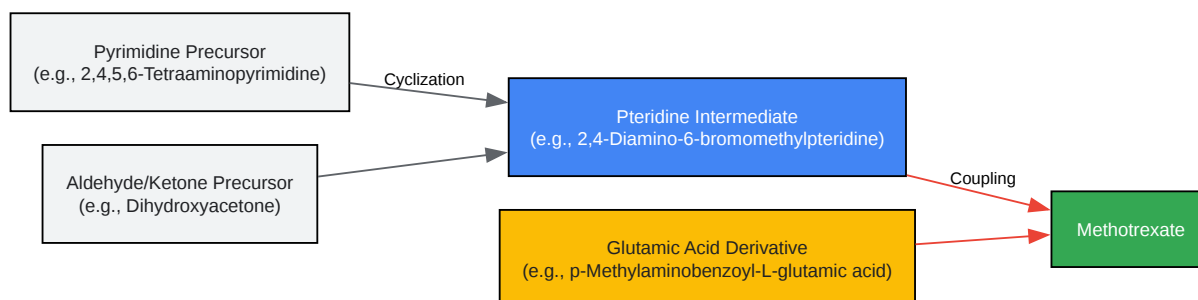 Pyrimidine Precursor
(e.g., 2,4,5,6-Tetraaminopyrimidine)
Cyclization
Pteridine Intermediate
(e.g., 2,4-Diamino-6-bromomethylpteridine)
Aldehyde/Ketone Precursor
(e.g., Dihydroxyacetone)
Coupling
Methotrexate
Glutamic Acid Derivative
(e.g., p-Methylaminobenzoyl-L-glutamic acid)